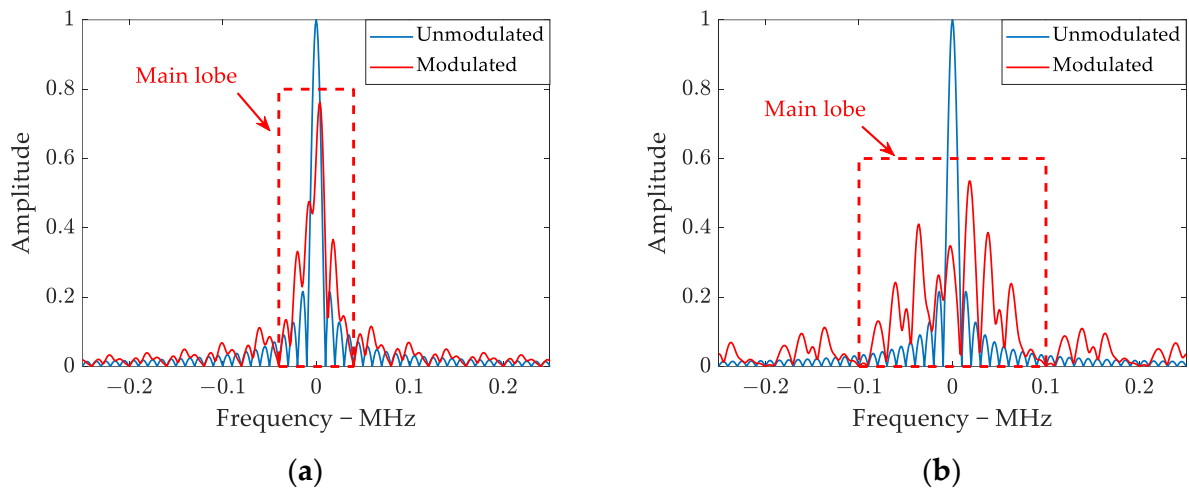 1
Unmodulated
Modulated
Main lobe
0.8
0.6
0.4
0.2
0
Amplitude
−0.2
−0.1
0
0.1
0.2
Frequency – MHz
(a)
1
Unmodulated
Modulated
0.8
Main lobe
0.6
0.4
0.2
0
Amplitude
−0.2
−0.1
0
0.1
0.2
Frequency – MHz
(b)